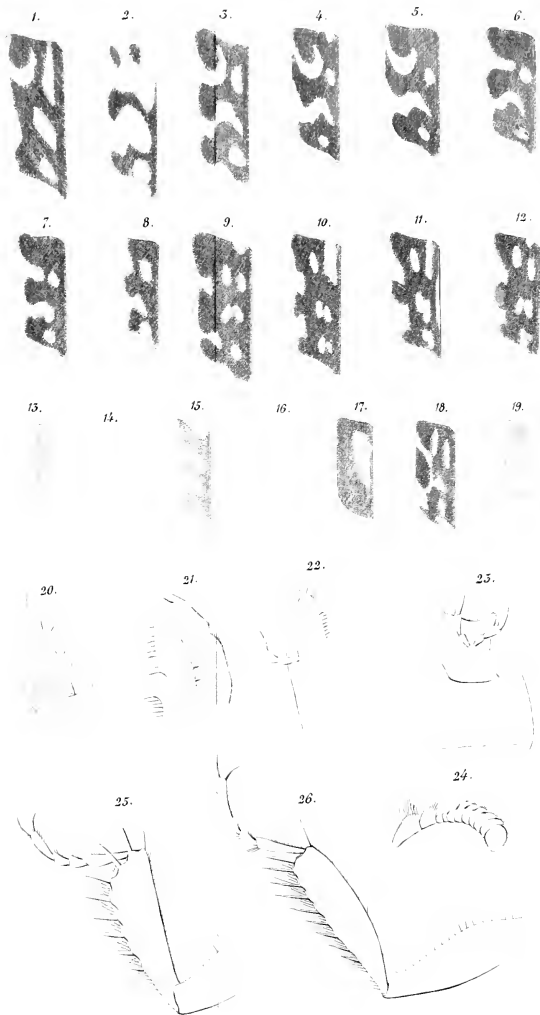 1. 2. 3. 4. 5. 6.
7. 8. 9. 10. 11. 12.
13. 14. 15. 16. 17. 18. 19.
20. 21. 22. 23.
25. 26. 24.